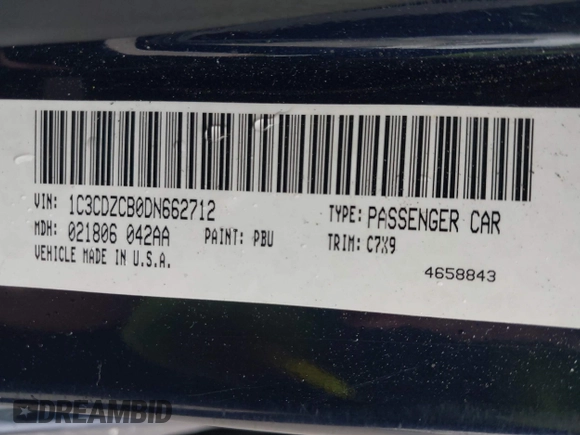 VIN: 1C3CDZCB0DN662712 TYPE: PASSENGER CAR
MDH: 021806 042AA PAINT: PBU TRIM: C7X9
VEHICLE MADE IN U.S.A. 4658843
DREAMBID